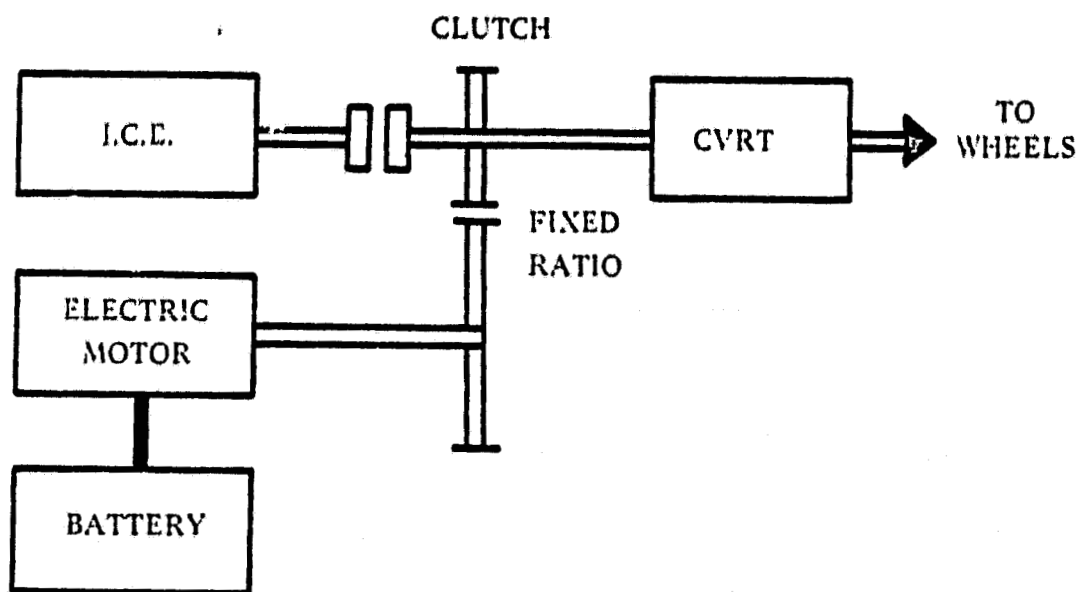 CLUTCH
I.C.E.
CVRT
TO
WHEELS
FIXED
RATIO
ELECTRIC
MOTOR
BATTERY